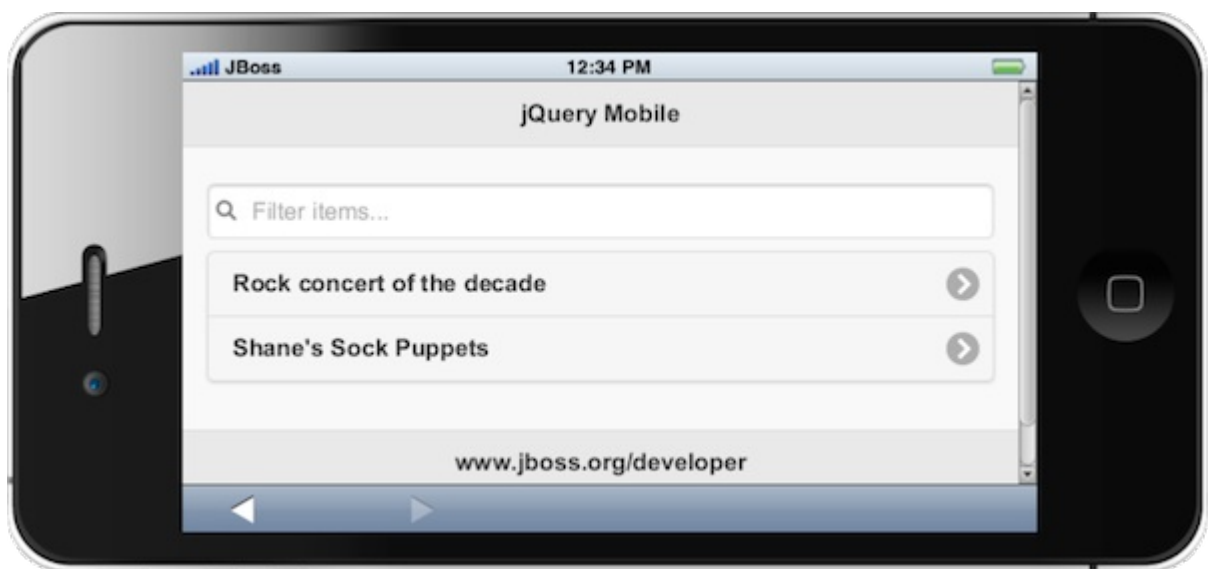 JBoss 12:34 PM
jQuery Mobile
Filter items...
Rock concert of the decade
Shane's Sock Puppets
www.jboss.org/developer